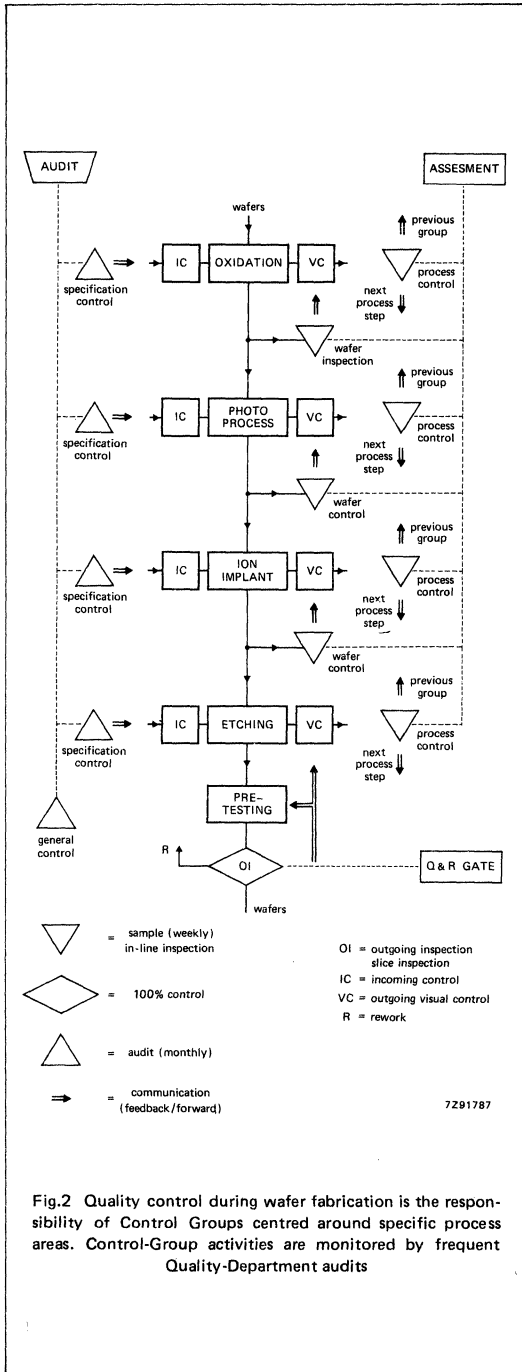 AUDIT
ASSESMENT
wafers
previous
group
IC
OXIDATION
VC
specification
control
process
control
next
process
step
wafer
inspection
previous
group
IC
PHOTO
PROCESS
VC
specification
control
process
control
next
process
step
wafer
control
previous
group
IC
ION
IMPLANT
VC
specification
control
process
control
next
process
step
wafer
control
previous
group
IC
ETCHING
VC
specification
control
process
control
next
process
step
PRE-
TESTING
general
control
R
OI
Q & R GATE
wafers
= sample (weekly)
in-line inspection
= 100% control
= audit (monthly)
= communication
(feedback/forward)
OI = outgoing inspection
slice inspection
IC = incoming control
VC = outgoing visual control
R = rework
7Z91787
Fig.2 Quality control during wafer fabrication is the respon-
sibility of Control Groups centred around specific process
areas. Control-Group activities are monitored by frequent
Quality-Department audits